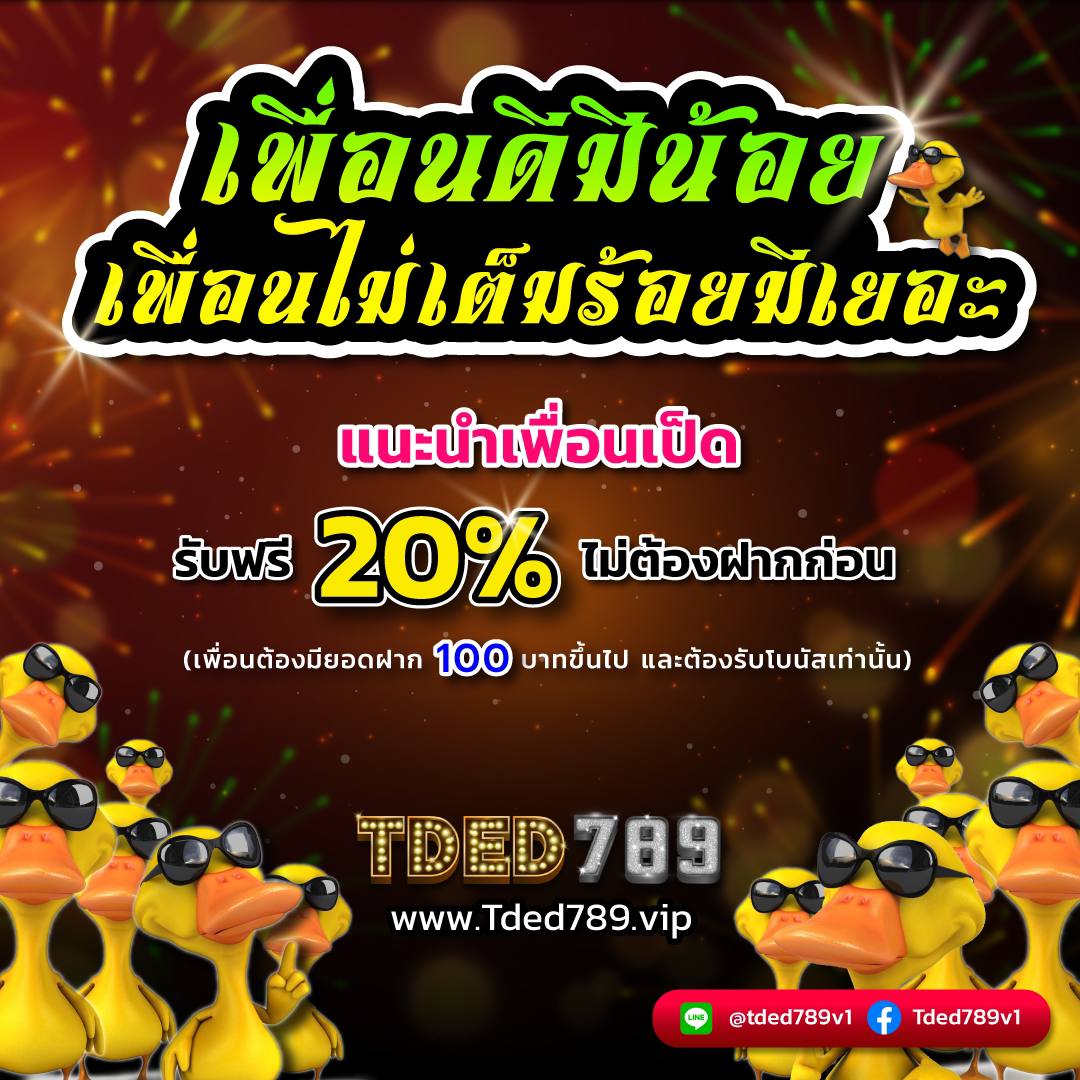 เพื่อนดีมีน้อย
เพื่อนไม่เต็มร้อยมีเยอะ
แนะนำเพื่อนเป็ด
รับฟรี 20% ไม่ต้องฝากก่อน
(เพื่อนต้องมียอดฝาก 100 บาทขึ้นไป และต้องรับโบนัสเท่านั้น)
TDED789
www.Tded789.vip
LINE @tded789v1 Tded789v1